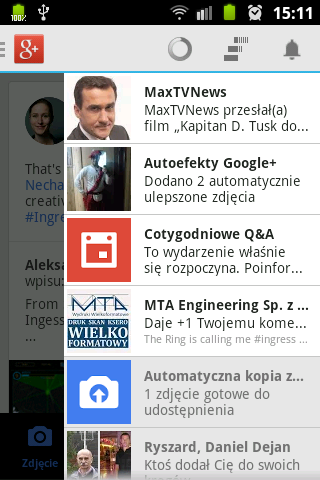 100%
15:11
g+
MaxTVNews
MaxTVNews przesłał(a)
film „Kapitan D. Tusk do...
Autoefekty Google+
Dodano 2 automatycznie
ulepszone zdjęcia
Cotygodniowe Q&A
To wydarzenie właśnie
się rozpoczyna. Poinfor...
MTA
Wydruki Wielkoformatowe
DRUK SKAN KSERO
WIELKO
FORMATOWY
MTA Engineering Sp. z ...
Daje +1 Twojemu kome...
The Ring is calling me #ingress ...
Automatyczna kopia z...
1 zdjęcie gotowe do
udostępnienia
Ryszard, Daniel Dejan
Ktoś dodał Cię do swoich
kręgów
That's
Necha
creativ
#Ingre
Aleksa
wpisu:
From
Ingess
...
Zdjęcie